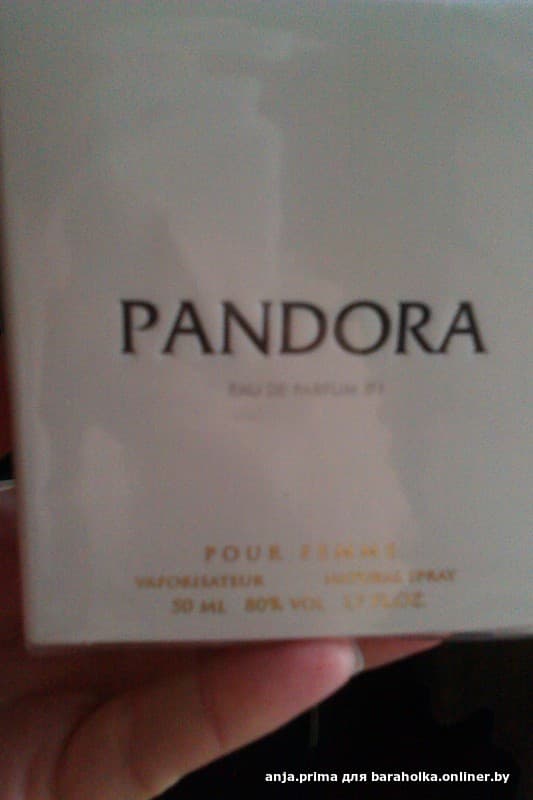 PANDORA
EAU DE PARFUM
POUR FEMME
VAPORISATEUR NATURAL SPRAY
50 ML 80% VOL 1.7 FL.OZ.
anja.prima для baraholka.onliner.by